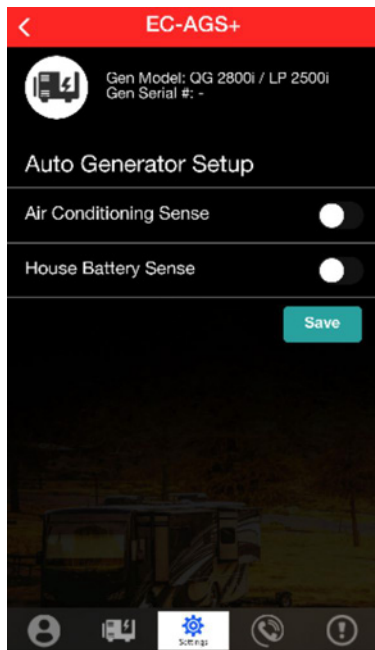 EC-AGS+
Gen Model: QG 2800i / LP 2500i
Gen Serial #: -
Auto Generator Setup
Air Conditioning Sense
House Battery Sense
Save
Settings